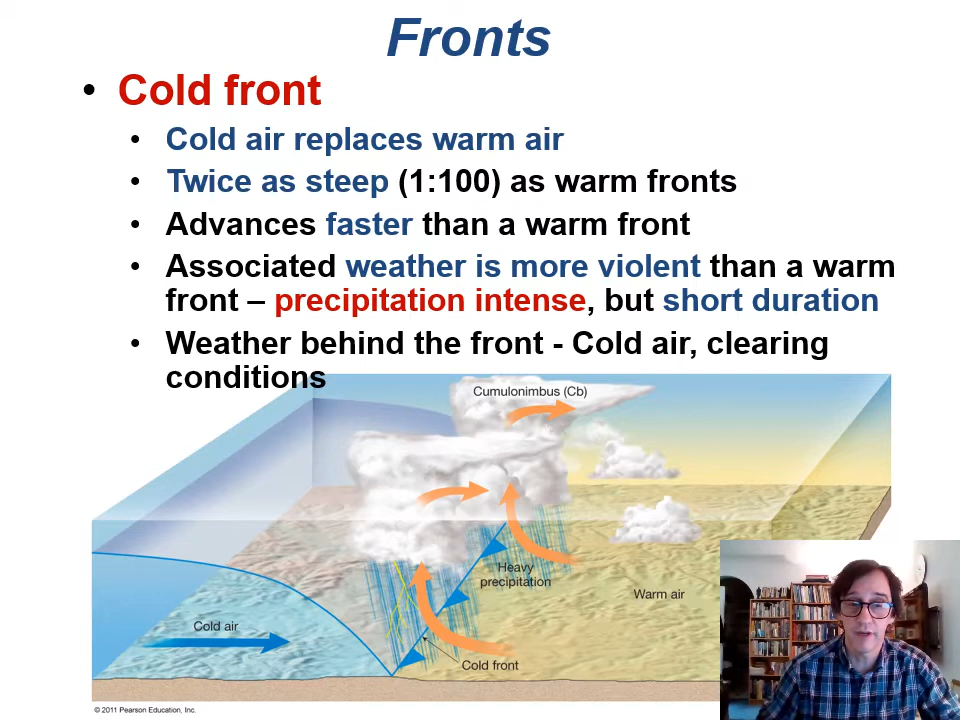 Fronts
• Cold front
• Cold air replaces warm air
• Twice as steep (1:100) as warm fronts
• Advances faster than a warm front
• Associated weather is more violent than a warm
front – precipitation intense, but short duration
• Weather behind the front - Cold air, clearing
conditions
Cumulonimbus (Cb)
Heavy
precipitation
Warm air
Cold air
Cold front
© 2011 Pearson Education, Inc.